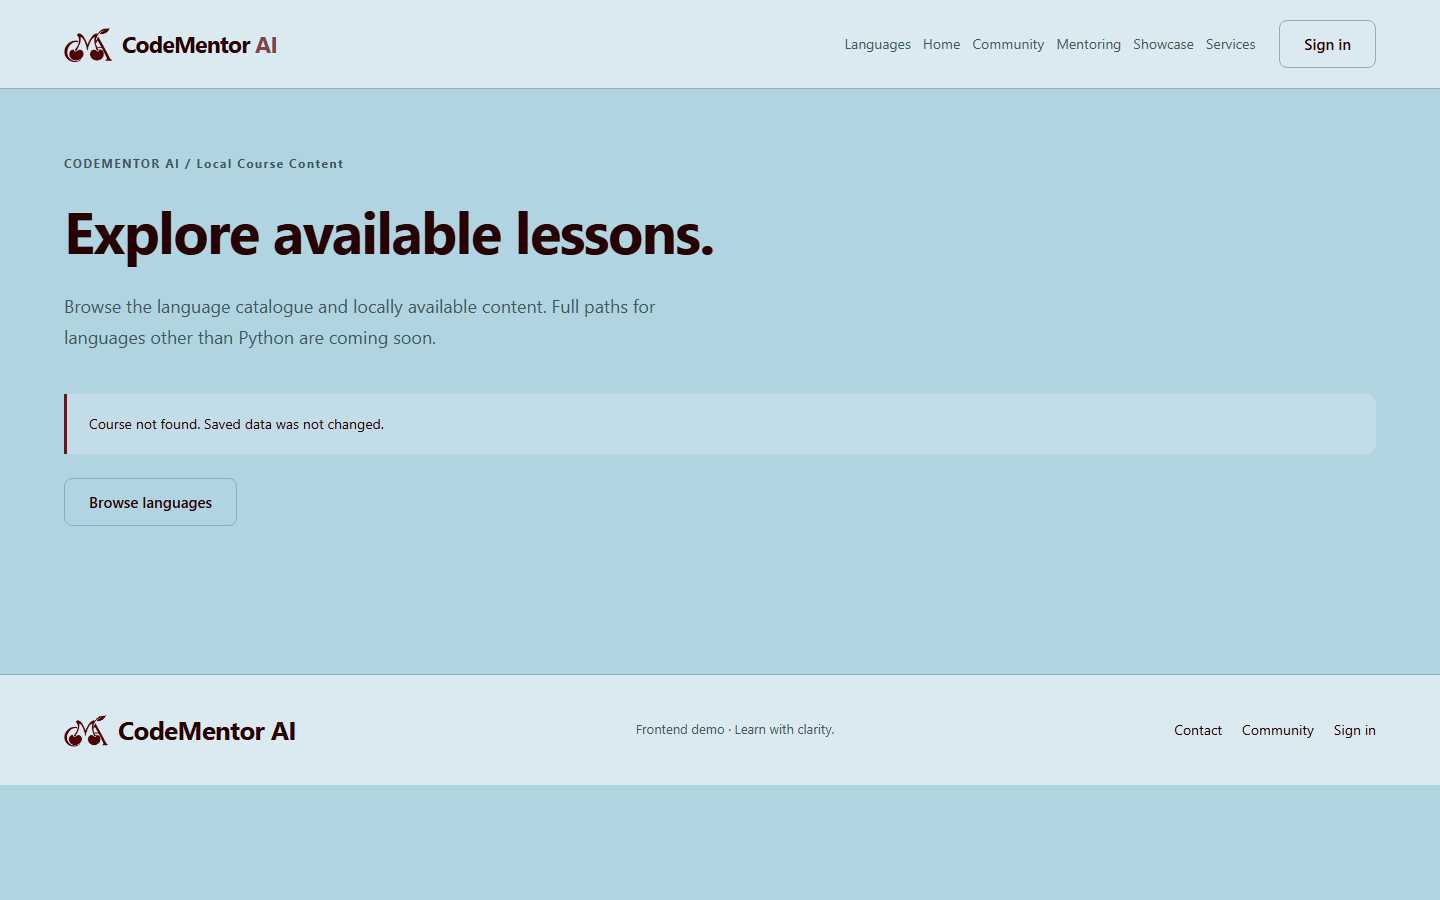 CodeMentor AI
Languages Home Community Mentoring Showcase Services Sign in
CODEMENTOR AI / Local Course Content
Explore available lessons.
Browse the language catalogue and locally available content. Full paths for
languages other than Python are coming soon.
Course not found. Saved data was not changed.
Browse languages
CodeMentor AI
Frontend demo · Learn with clarity.
Contact Community Sign in